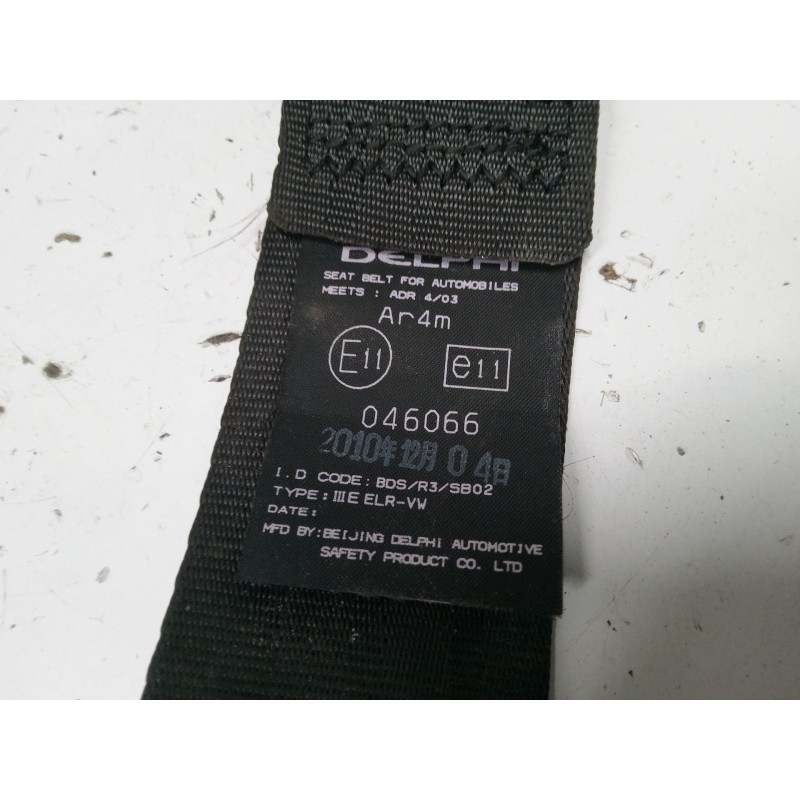 DELPHI
SEAT BELT FOR AUTOMOBILES
MEETS : ADR 4/03
Ar4m
E11 e11
046066
2010年12月04日
I.D CODE: BDS/R3/SB02
TYPE: ⅢE ELR-VW
DATE:
MFD BY: BEIJING DELPHI AUTOMOTIVE
SAFETY PRODUCT CO. LTD